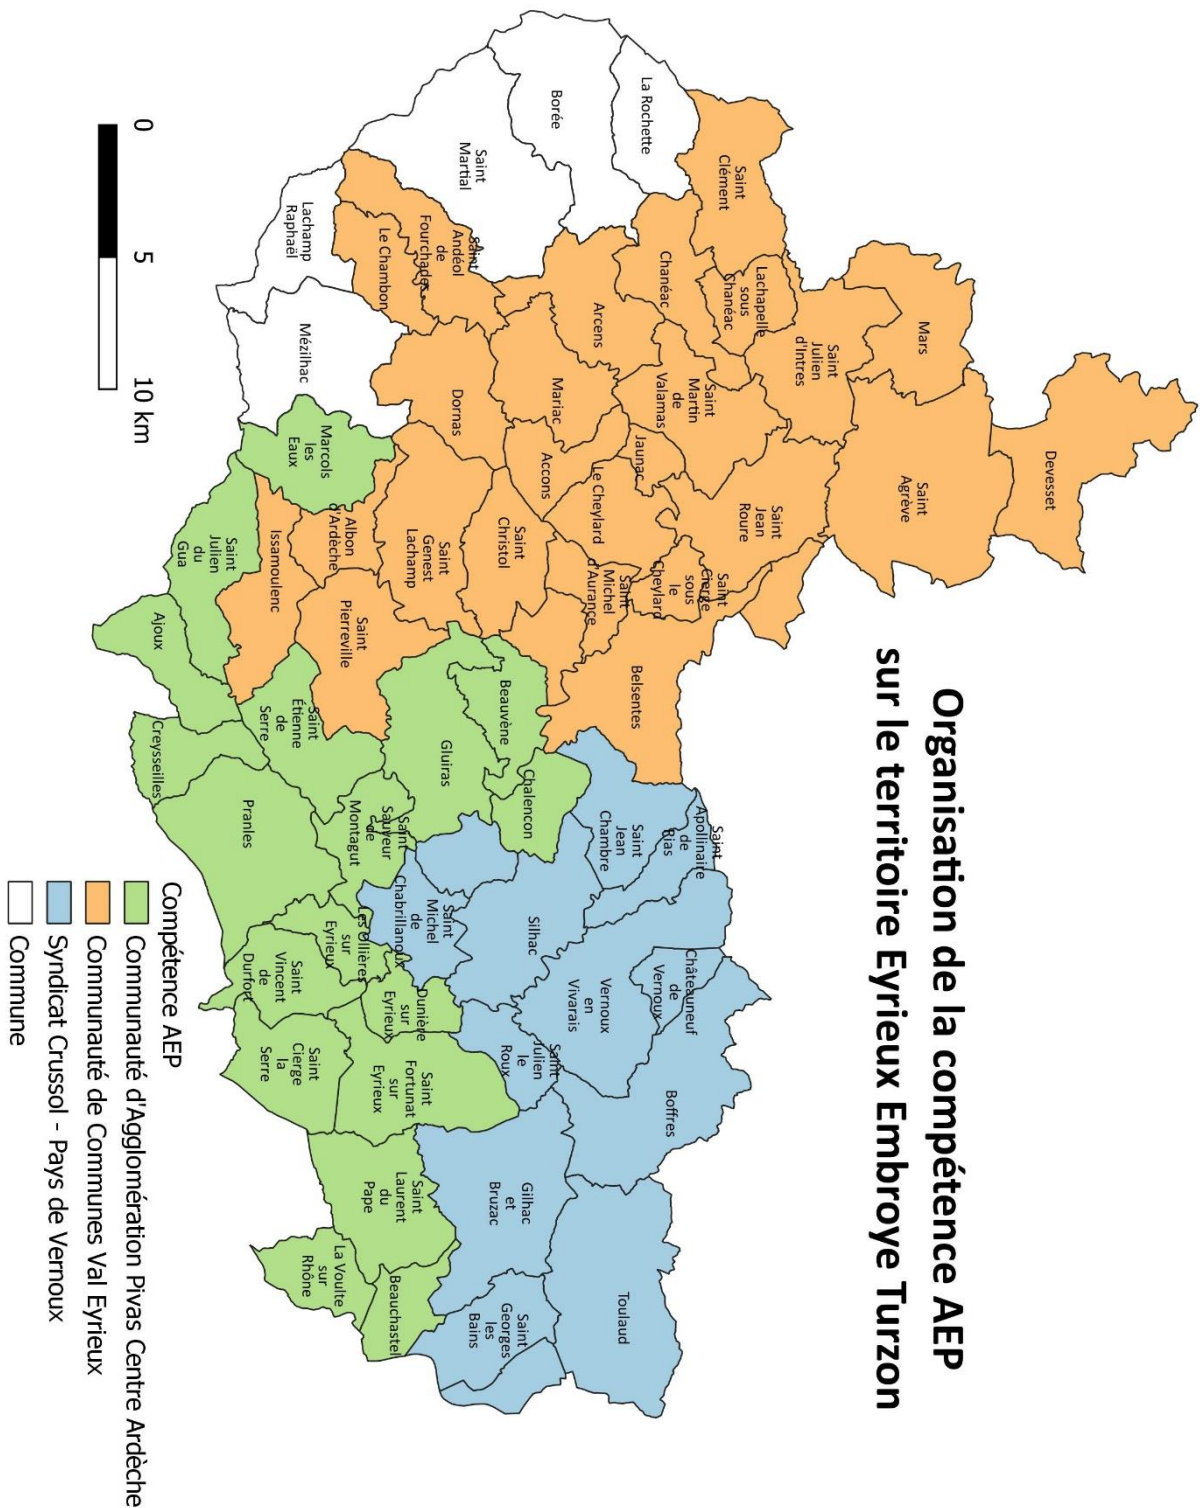 Organisation de la compétence AEP
sur le territoire Eyrieux Embroye Turzon
Devesset
Mars
Saint
Agrève
Saint
Clément
Saint
Julien
d'Intres
Lachapelle
sous
Chanéac
Saint
Jean
Roure
La Rochette
Chanéac
Saint
Martin
de
Valamas
Jaunac
Saint
Cierge
sous
le
Cheylard
Borée
Arcens
Le Cheylard
Saint
Michel
d'Aurance
Belsentes
Saint
Martial
Mariac
Accons
Saint
Christol
Saint
Andéol
de
Fourchades
Le Chambon
Dornas
Saint
Genest
Lachamp
Lachamp
Raphaël
Mézilhac
Marcols
les
Eaux
Albon
d'Ardèche
Issamoulenc
Saint
Pierreville
Saint
Julien
du
Gua
Ajoux
Saint
Étienne
de
Serre
Creysseilles
Pranles
Beauvène
Gluiras
Chalencon
Saint
Sauveur
de
Montagut
Saint
Apollinaire
de
Rias
Saint
Jean
Chambre
Silhac
Saint
Michel
de
Chabrillanoux
Châteauneuf
de
Vernoux
Vernoux
en
Vivarais
Boffres
Saint
Julien
le
Roux
Les Ollières
sur
Eyrieux
Dunière
sur
Eyrieux
Saint
Vincent
de
Durfort
Saint
Cierge
la
Serre
Saint
Fortunat
sur
Eyrieux
Gilhac
et
Bruzac
Toulaud
Saint
Georges
les
Bains
Saint
Laurent
du
Pape
Beauchastel
La Voulte
sur
Rhône
0 5 10 km
Compétence AEP
Communauté d'Agglomération Pivas Centre Ardèche
Communauté de Communes Val Eyrieux
Syndicat Crussol - Pays de Vernoux
Commune